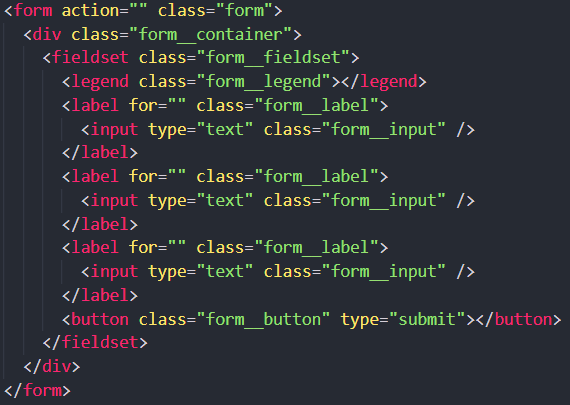 <form action="" class="form">
<div class="form__container">
<fieldset class="form__fieldset">
<legend class="form__legend"></legend>
<label for="" class="form__label">
<input type="text" class="form__input" />
</label>
<label for="" class="form__label">
<input type="text" class="form__input" />
</label>
<label for="" class="form__label">
<input type="text" class="form__input" />
</label>
<button class="form__button" type="submit"></button>
</fieldset>
</div>
</form>